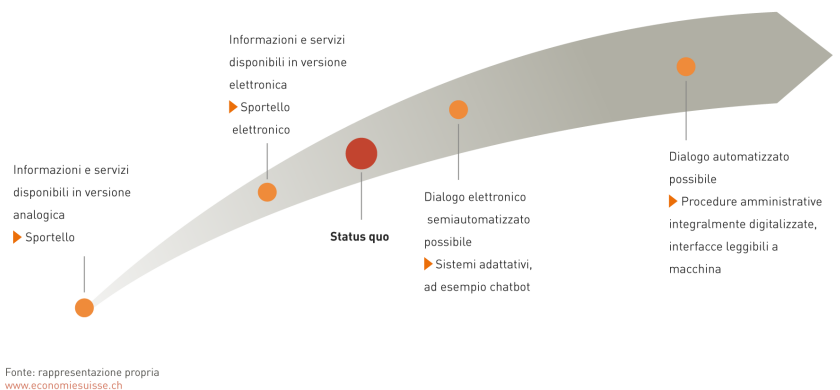 Informazioni e servizi
disponibili in versione
analogica
Sportello
Informazioni e servizi
disponibili in versione
elettronica
Sportello
elettronico
Status quo
Dialogo elettronico
semiautomatizzato
possibile
Sistemi adattativi,
ad esempio chatbot
Dialogo automatizzato
possibile
Procedure amministrative
integralmente digitalizzate,
interfacce leggibili a
macchina
Fonte: rappresentazione propria
www.economiesuisse.ch